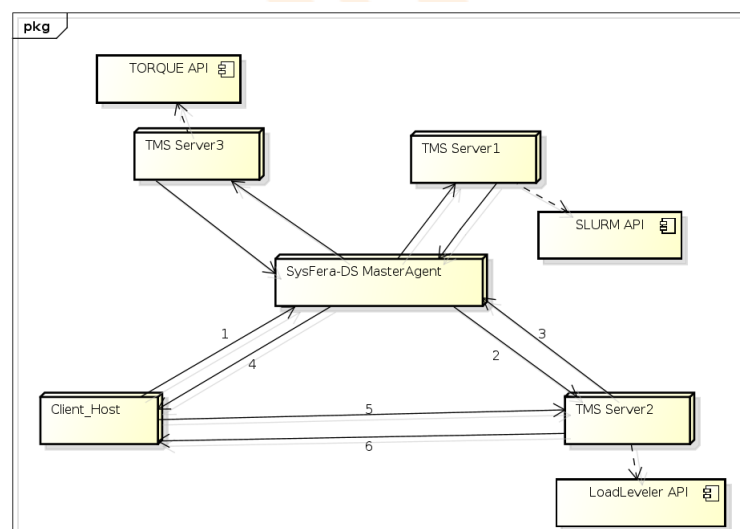 pkg
TORQUE API
TMS Server3
TMS Server1
SLURM API
SysFera-DS MasterAgent
1
3
2
4
Client_Host
5
TMS Server2
6
LoadLeveler API